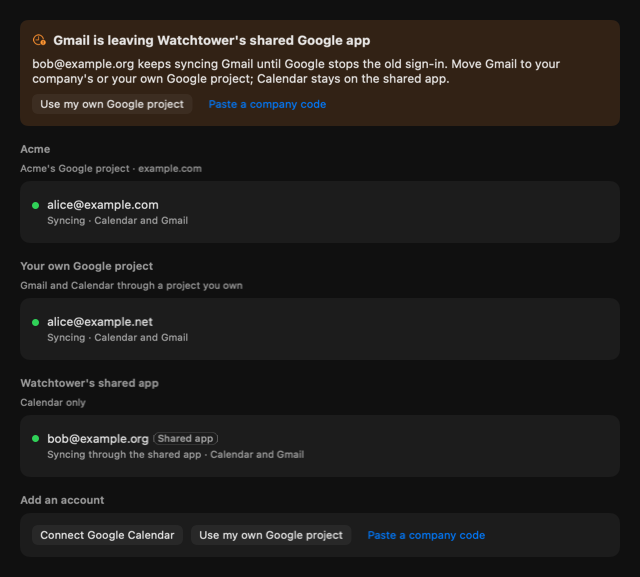 Gmail is leaving Watchtower's shared Google app
bob@example.org keeps syncing Gmail until Google stops the old sign-in. Move Gmail to your
company's or your own Google project; Calendar stays on the shared app.
Use my own Google project
Paste a company code
Acme
Acme's Google project · example.com
alice@example.com
Syncing · Calendar and Gmail
Your own Google project
Gmail and Calendar through a project you own
alice@example.net
Syncing · Calendar and Gmail
Watchtower's shared app
Calendar only
bob@example.org Shared app
Syncing through the shared app · Calendar and Gmail
Add an account
Connect Google Calendar
Use my own Google project
Paste a company code